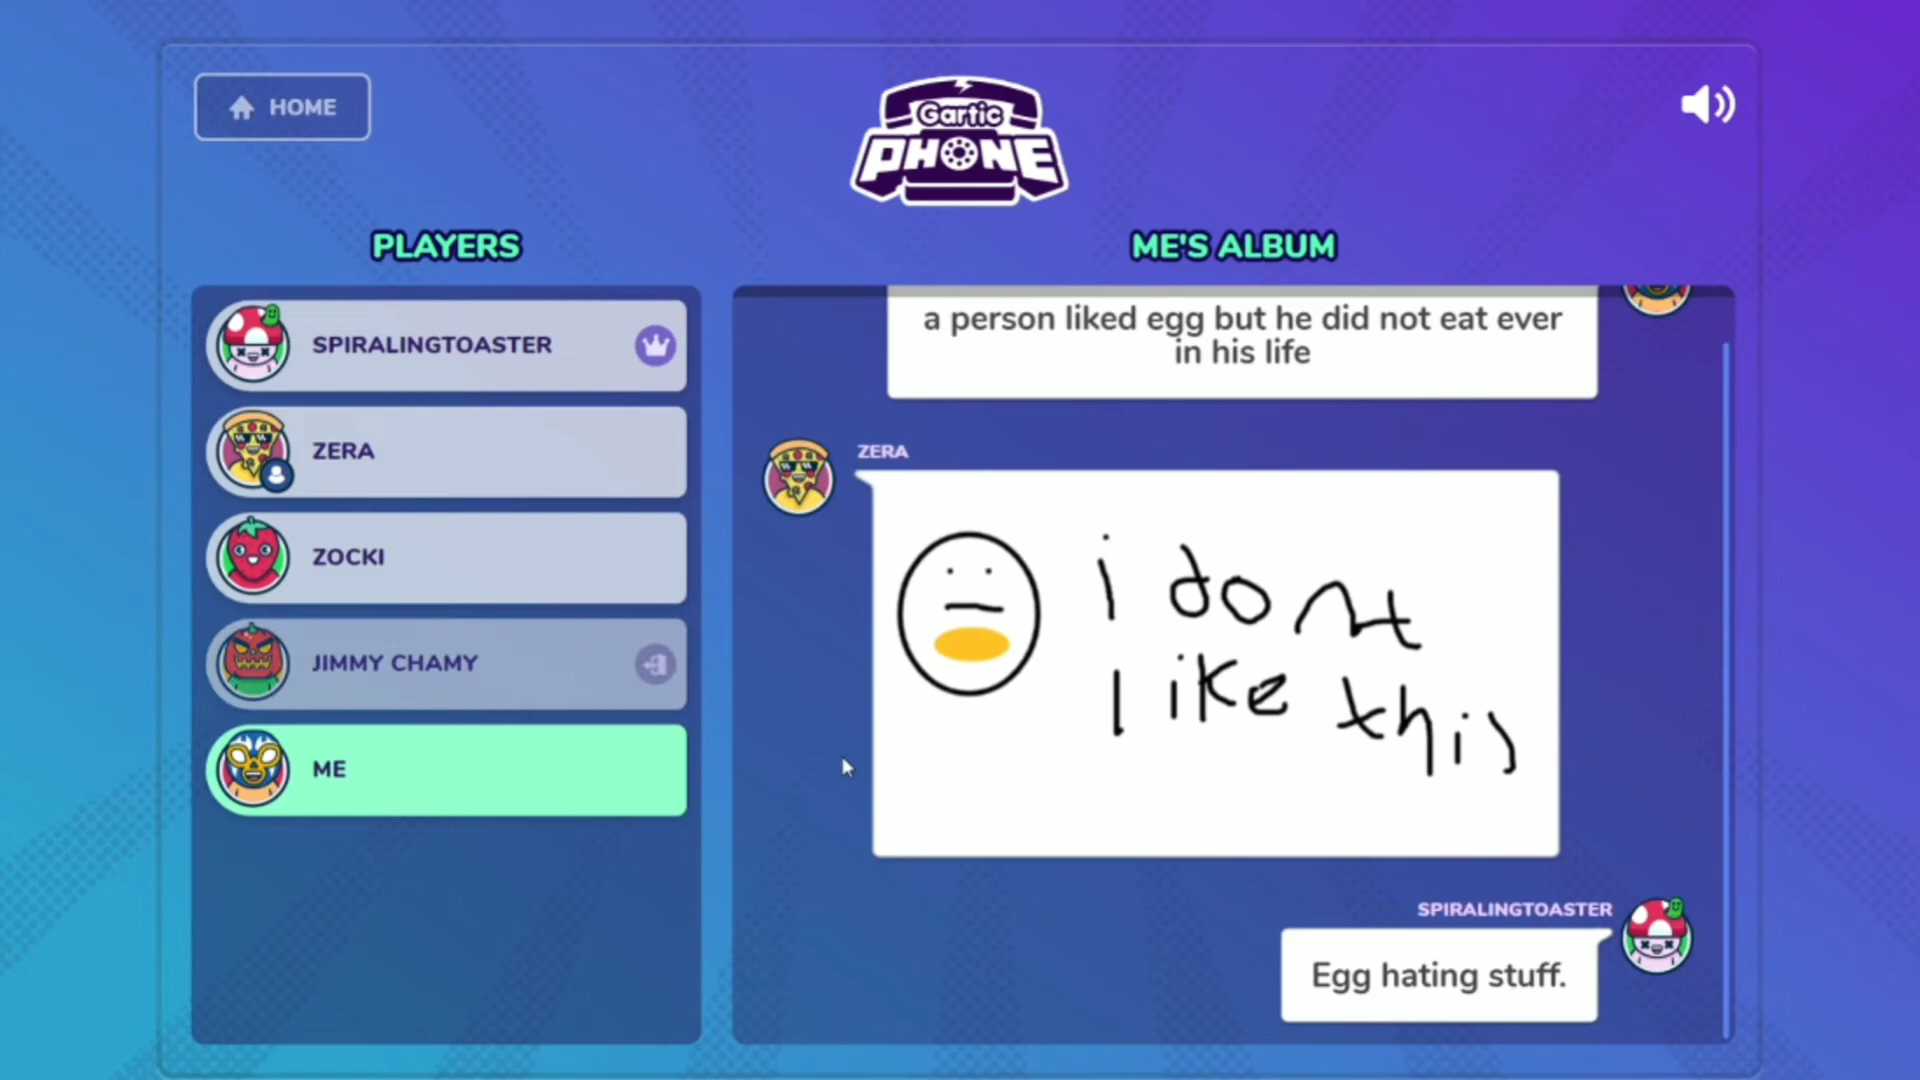 HOME
Gartic
PHONE
PLAYERS
SPIRALINGTOASTER
ZERA
ZOCKI
JIMMY CHAMY
ME
ME'S ALBUM
a person liked egg but he did not eat ever
in his life
ZERA
i dont
like this
SPIRALINGTOASTER
Egg hating stuff.